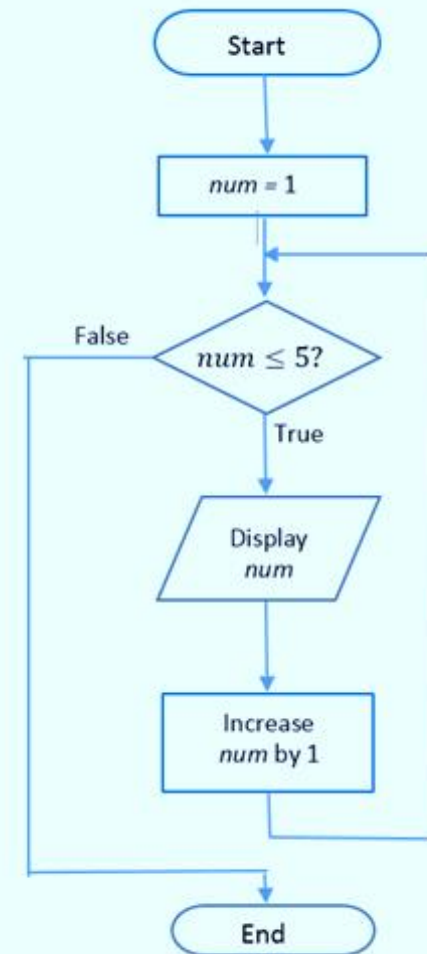 Start
num = 1
False
num ≤ 5?
True
Display
num
Increase
num by 1
End